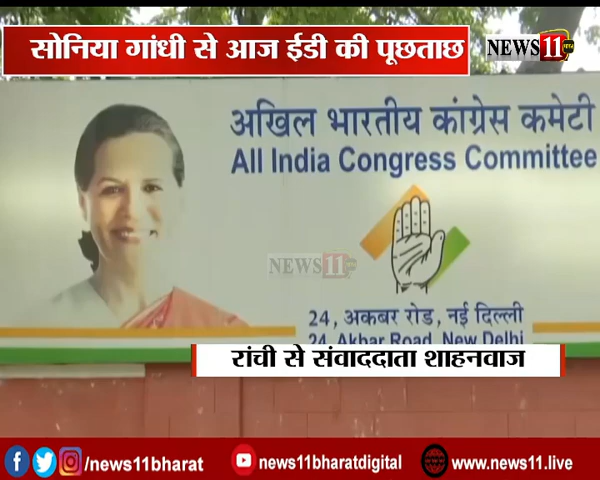 सोनिया गांधी से आज ईडी की पूछताछ
NEWS11
अखिल भारतीय कांग्रेस कमेटी
All India Congress Committee
NEWS11
24, अकबर रोड, नई दिल्ली
24, Akbar Road, New Delhi
रांची से संवाददाता शाहनवाज
/news11bharat
news11bharatdigital
www.news11.live